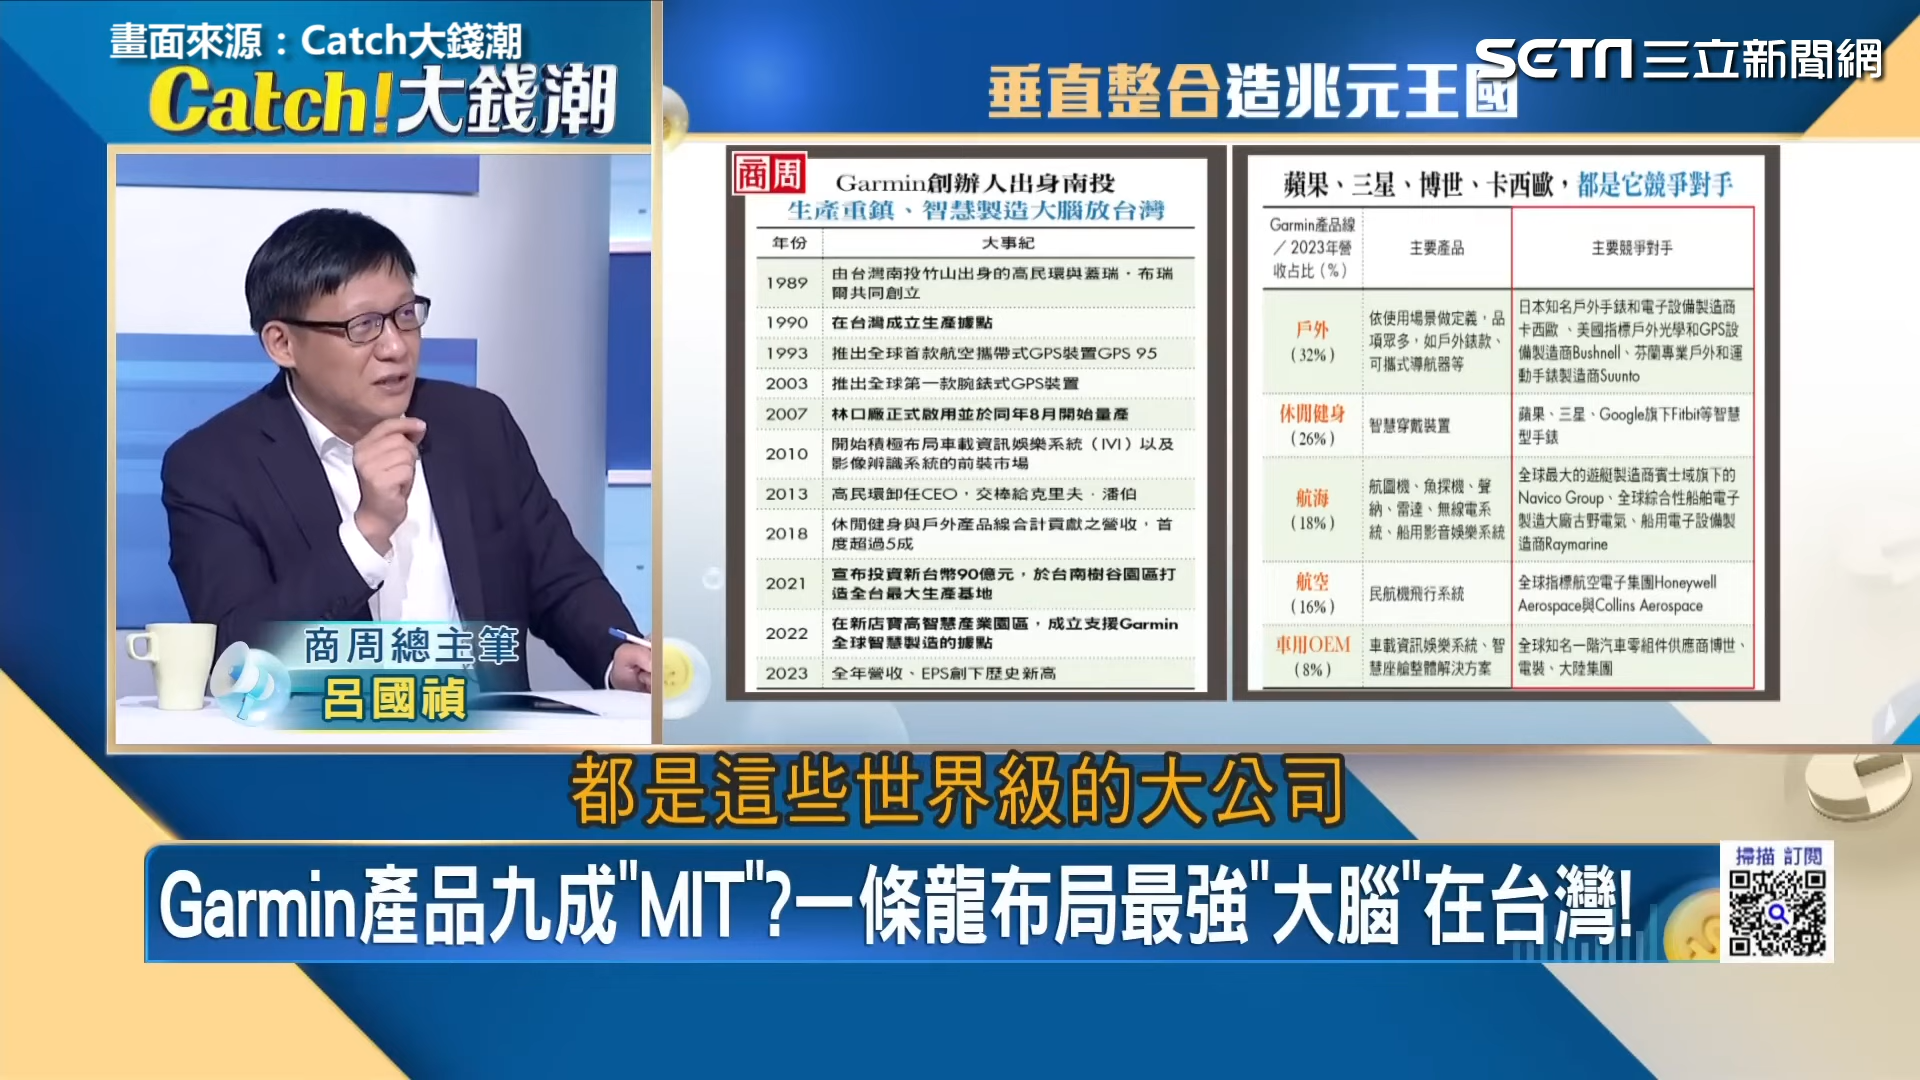 畫面來源：Catch大錢潮
Catch!大錢潮
SETN三立新聞網
垂直整合造兆元王國
商周
Garmin創辦人出身南投
生產重鎮、智慧製造大腦放台灣
年份 大事紀
1989 由台灣南投竹山出身的高民環與蓋瑞．布瑞
爾共同創立
1990 在台灣成立生產據點
1993 推出全球首款航空攜帶式GPS裝置GPS 95
2003 推出全球第一款腕錶式GPS裝置
2007 林口廠正式啟用並於同年8月開始量產
2010 開始積極布局車載資訊娛樂系統（IVI）以及
影像辨識系統的前裝市場
2013 高民環卸任CEO，交棒給克里夫．潘伯
2018 休閒健身與戶外產品線合計貢獻之營收，首
度超過5成
2021 宣布投資新台幣90億元，於台南樹谷園區打
造全台最大生產基地
2022 在新店寶高智慧產業園區，成立支援Garmin
全球智慧製造的據點
2023 全年營收、EPS創下歷史新高
蘋果、三星、博世、卡西歐，都是它競爭對手
Garmin產品線
／2023年營
收占比（%）
主要產品
主要競爭對手
戶外
（32%）
依使用場景做定義，品
項眾多，如戶外錶款、
可攜式導航器等
日本知名戶外手錶和電子設備製造商
卡西歐、美國指標戶外光學和GPS設
備製造商Bushnell、芬蘭專業戶外和運
動手錶製造商Suunto
休閒健身
（26%）
智慧穿戴裝置
蘋果、三星、Google旗下Fitbit等智慧
型手錶
航海
（18%）
航圖機、魚探機、聲
納、雷達、無線電系
統、船用影音娛樂系統
全球最大的遊艇製造商賓士域旗下的
Navico Group、全球綜合性船舶電子
製造大廠古野電氣、船用電子設備製
造商Raymarine
航空
（16%）
民航機飛行系統
全球指標航空電子集團Honeywell
Aerospace與Collins Aerospace
車用OEM
（8%）
車載資訊娛樂系統、智
慧座艙整體解決方案
全球知名一階汽車零組件供應商博世、
電裝、大陸集團
商周總主筆
呂國禎
都是這些世界級的大公司
Garmin產品九成"MIT"?一條龍布局最強"大腦"在台灣!
掃描 訂閱